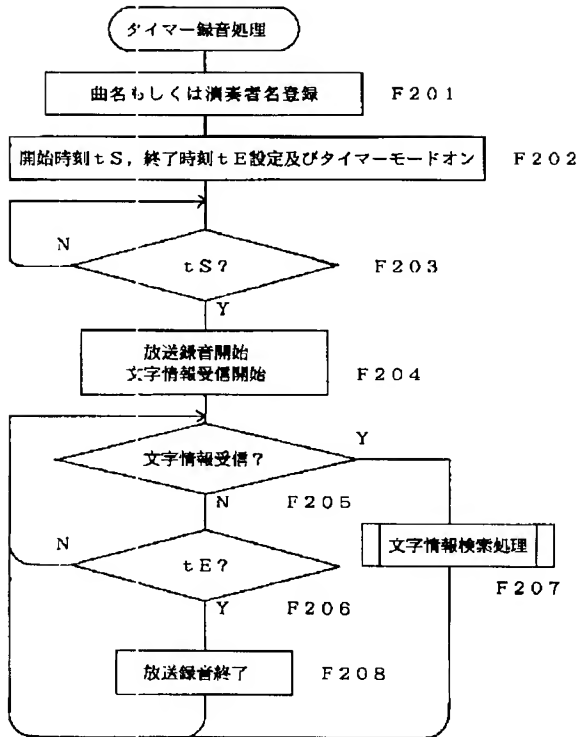 タイマー録音処理
曲名もしくは演奏者名登録 F201
開始時刻tS，終了時刻tE設定及びタイマーモードオン F202
N
tS? F203
Y
放送録音開始
文字情報受信開始 F204
Y
文字情報受信?
N F205
N
文字情報検索処理
tE?
F207
Y F206
放送録音終了 F208